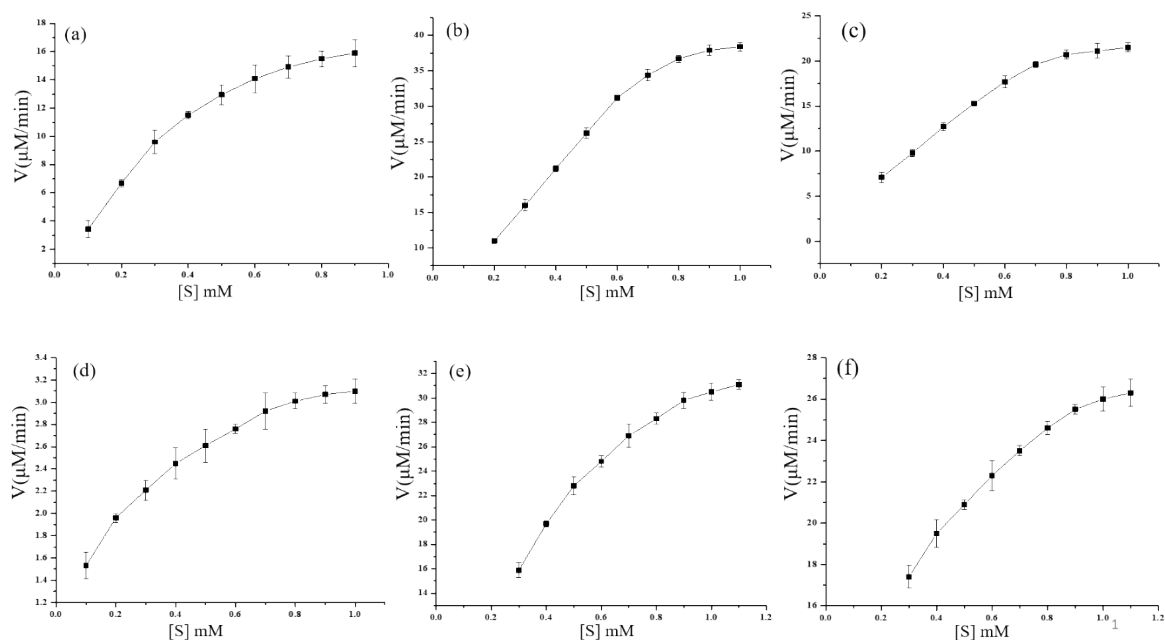 (a)
V(μM/min)
18
16
14
12
10
8
6
4
2
0.0 0.2 0.4 0.6 0.8 1.0
[S] mM
(b)
V(μM/min)
40
35
30
25
20
15
10
0.0 0.2 0.4 0.6 0.8 1.0
[S] mM
(c)
V(μM/min)
25
20
15
10
5
0
0.0 0.2 0.4 0.6 0.8 1.0
[S] mM
(d)
V(μM/min)
3.4
3.2
3.0
2.8
2.6
2.4
2.2
2.0
1.8
1.6
1.4
1.2
0.0 0.2 0.4 0.6 0.8 1.0
[S] mM
(e)
V(μM/min)
32
30
28
26
24
22
20
18
16
14
0.0 0.2 0.4 0.6 0.8 1.0 1.2
[S] mM
(f)
V(μM/min)
28
26
24
22
20
18
16
0.0 0.2 0.4 0.6 0.8 1.0 1.2
[S] mM
1